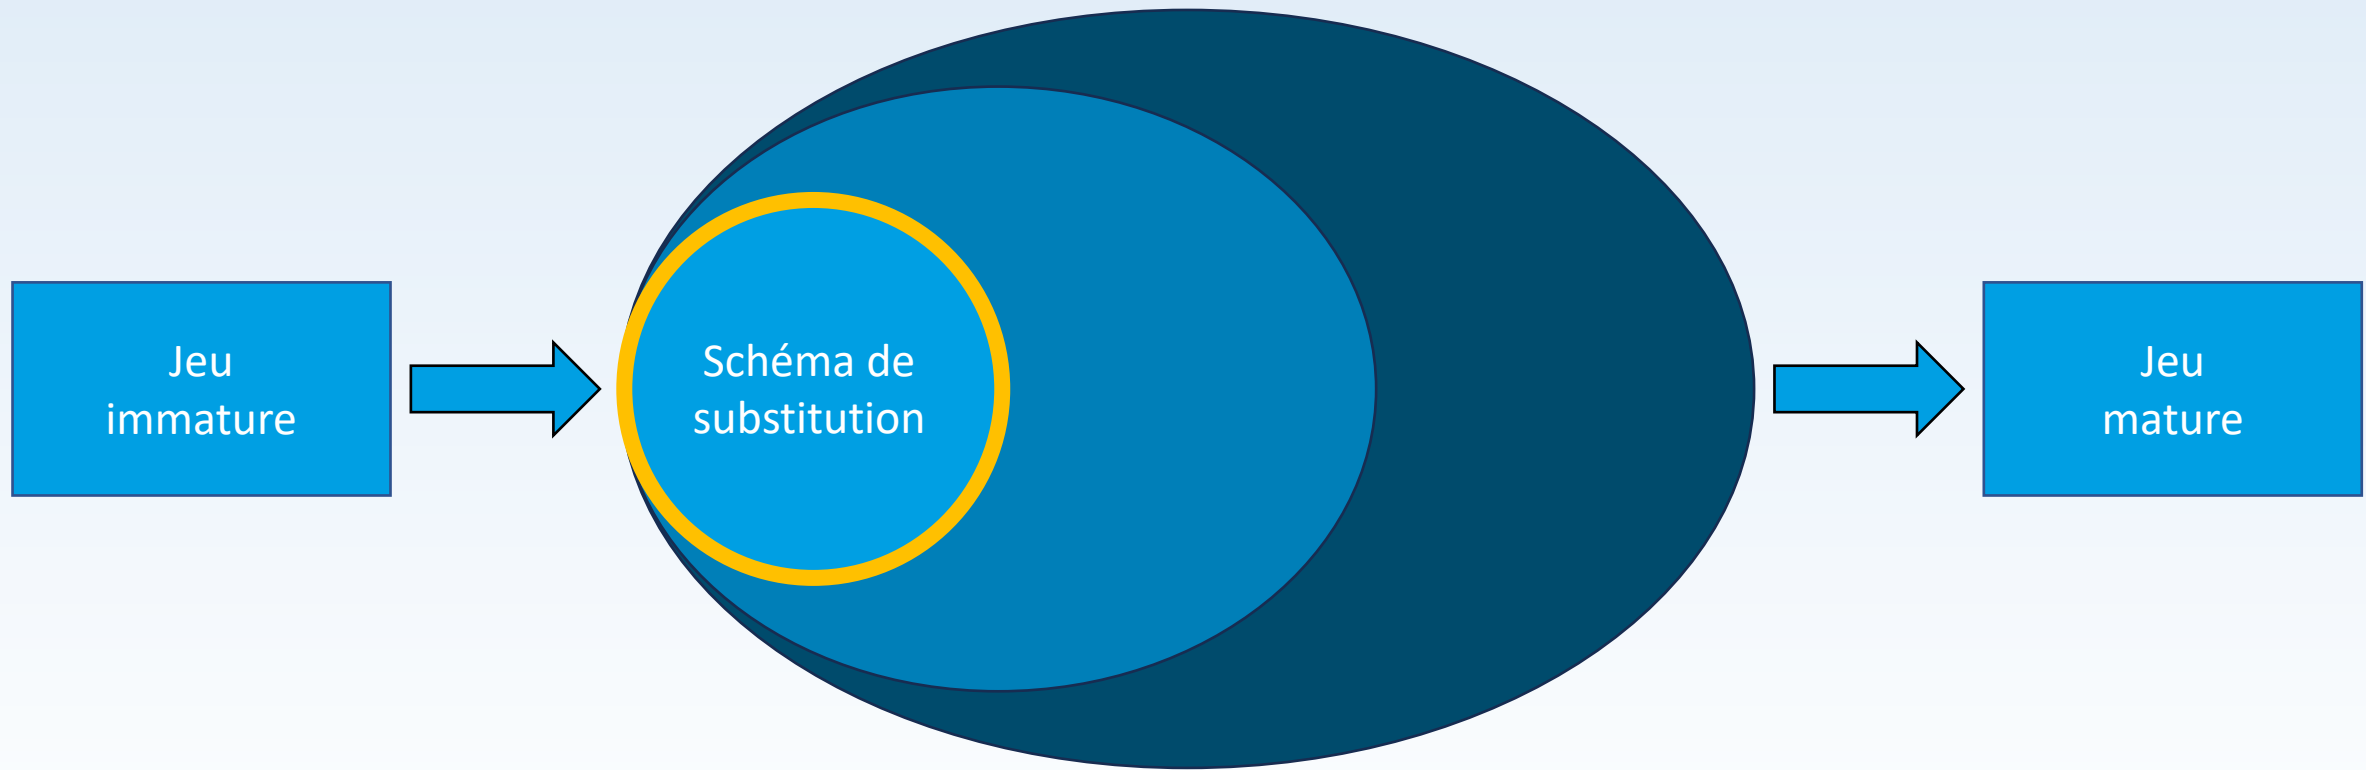 Jeu
immature
Schéma de
substitution
Jeu
mature